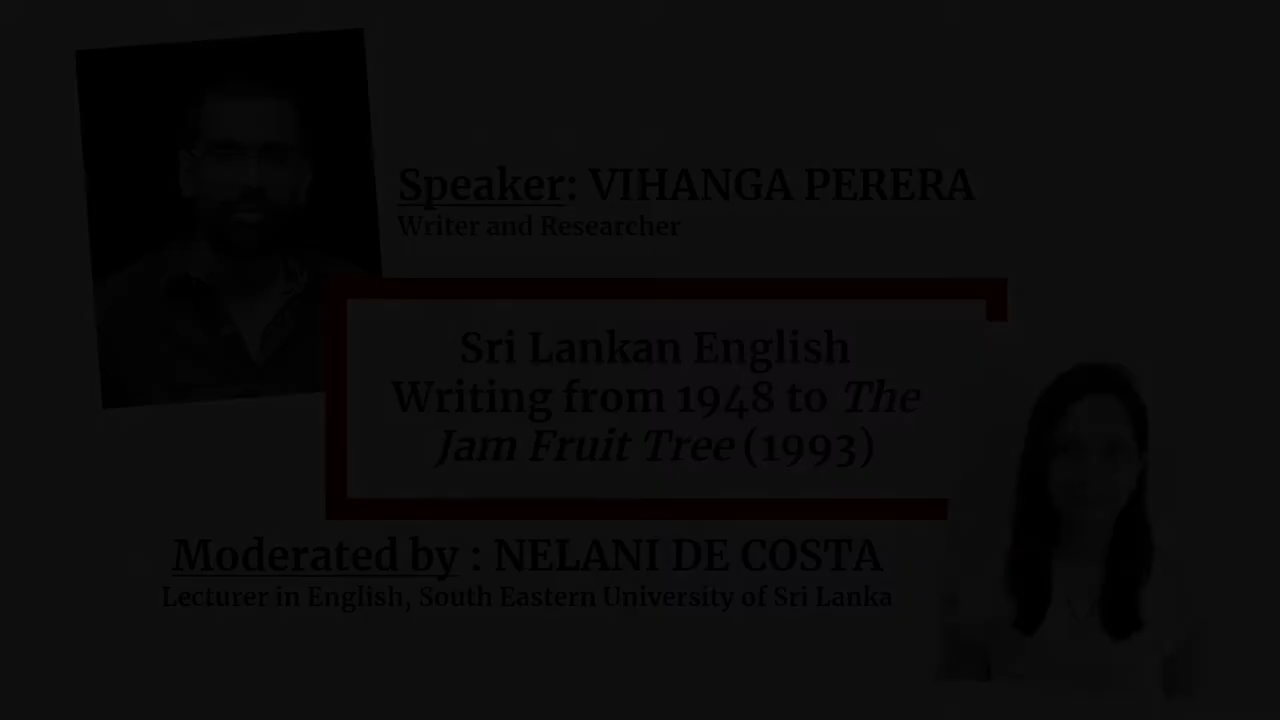 Speaker: VIHANGA PERERA
Writer and Researcher
Sri Lankan English
Writing from 1948 to The
Jam Fruit Tree (1993)
Moderated by : NELANI DE COSTA
Lecturer in English, South Eastern University of Sri Lanka